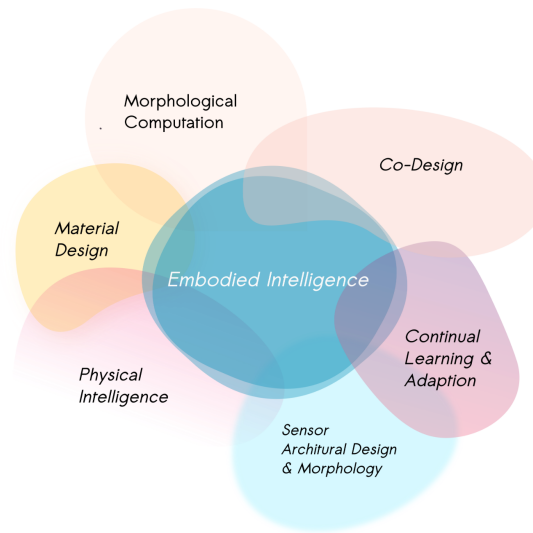 Morphological
Computation
Co-Design
Material
Design
Embodied Intelligence
Continual
Learning &
Adaption
Physical
Intelligence
Sensor
Architural Design
& Morphology